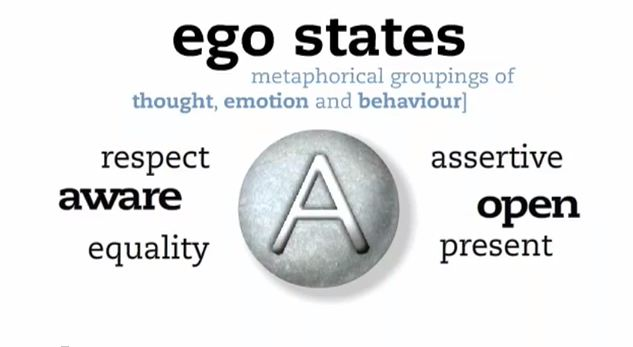 ego states
metaphorical groupings of
thought, emotion and behaviour]
respect
aware
equality
A
assertive
open
present